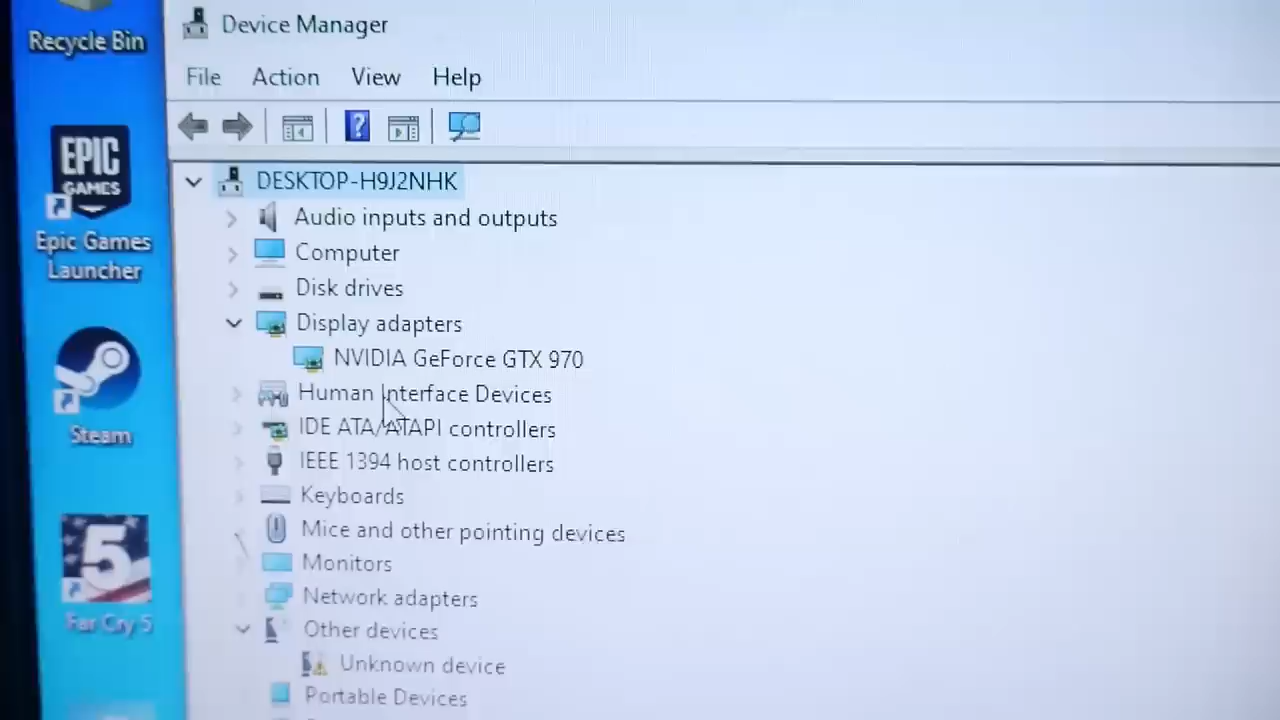 Recycle Bin
Device Manager
File Action View Help
EPIC
GAMES
Epic Games
Launcher
Steam
5
Far Cry 5
DESKTOP-H9J2NHK
Audio inputs and outputs
Computer
Disk drives
Display adapters
NVIDIA GeForce GTX 970
Human Interface Devices
IDE ATA/ATAPI controllers
IEEE 1394 host controllers
Keyboards
Mice and other pointing devices
Monitors
Network adapters
Other devices
Unknown device
Portable Devices